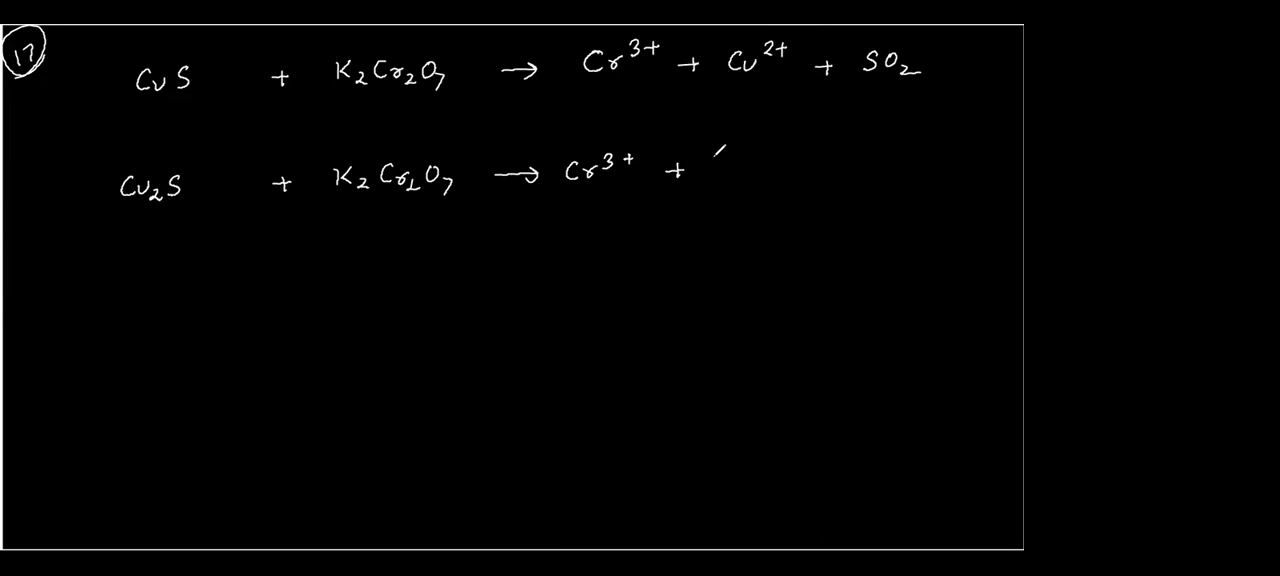 17
CuS + K2Cr2O7 → Cr3+ + Cu2+ + SO2
Cu2S + K2Cr2O7 → Cr3+ +